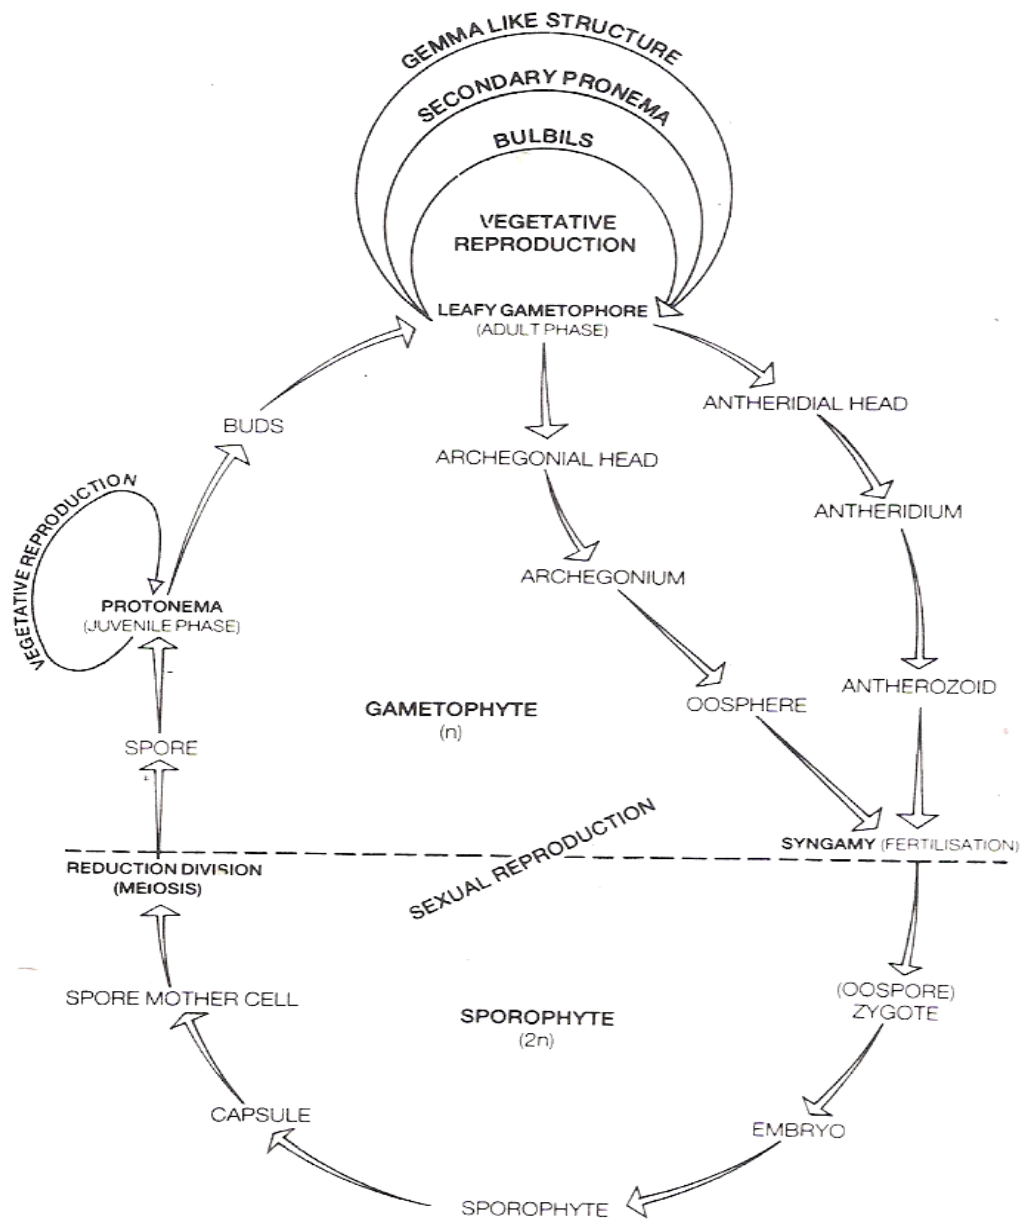 GEMMA LIKE STRUCTURE
SECONDARY PRONEMA
BULBILS
VEGETATIVE
REPRODUCTION
LEAFY GAMETOPHORE
(ADULT PHASE)
ANTHERIDIAL HEAD
BUDS
ARCHEGONIAL HEAD
VEGETATIVE REPRODUCTION
ANTHERIDIUM
ARCHEGONIUM
PROTONEMA
(JUVENILE PHASE)
ANTHEROZOID
OOSPHERE
GAMETOPHYTE
(n)
SPORE
SEXUAL REPRODUCTION
SYNGAMY (FERTILISATION)
REDUCTION DIVISION
(MEIOSIS)
SPORE MOTHER CELL
(OOSPORE)
ZYGOTE
SPOROPHYTE
(2n)
CAPSULE
EMBRYO
SPOROPHYTE